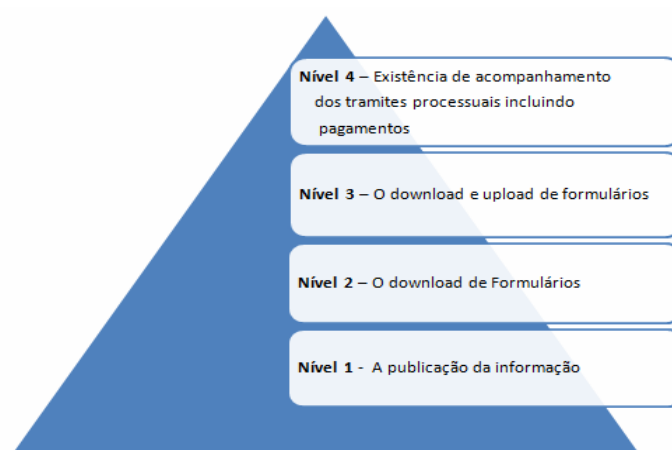 Nível 4 – Existência de acompanhamento
dos tramites processuais incluindo
pagamentos
Nível 3 – O download e upload de formulários
Nível 2 – O download de Formulários
Nível 1 - A publicação da informação